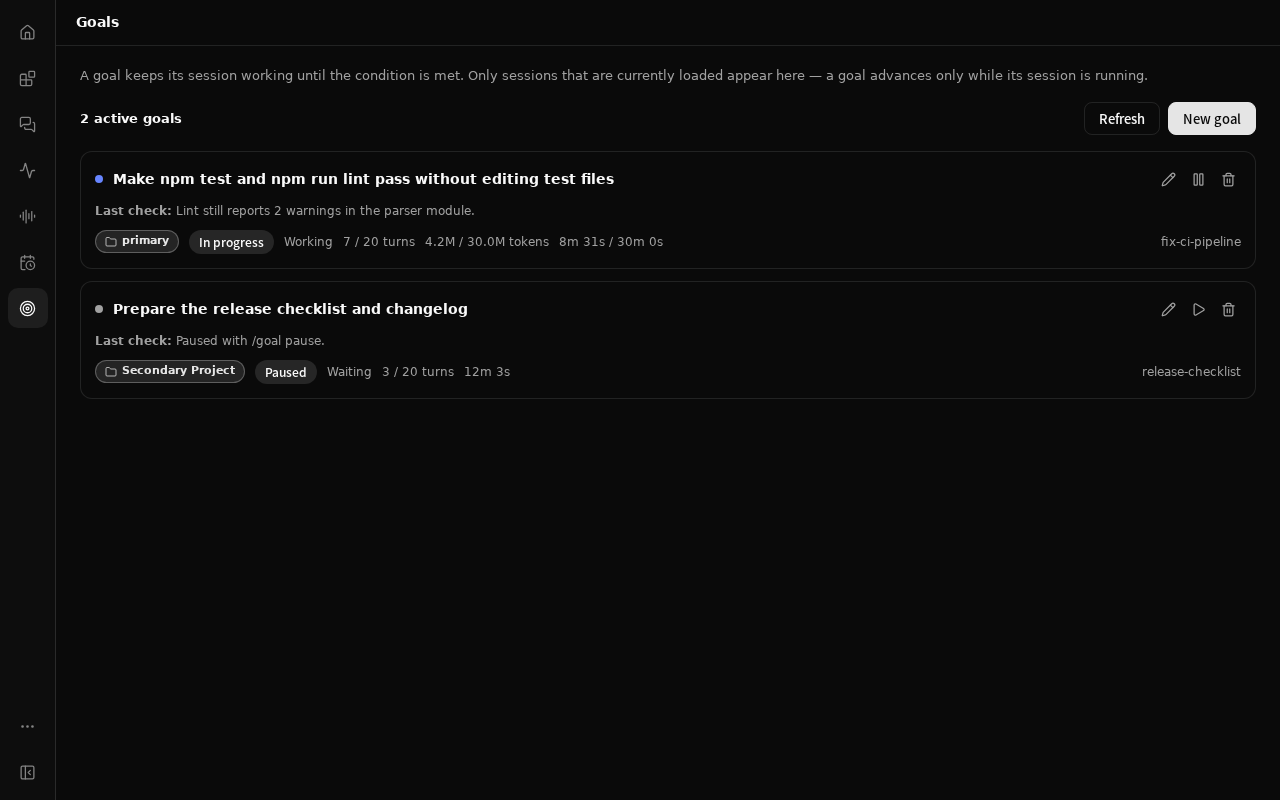 Goals
A goal keeps its session working until the condition is met. Only sessions that are currently loaded appear here — a goal advances only while its session is running.
2 active goals
Refresh
New goal
Make npm test and npm run lint pass without editing test files
Last check: Lint still reports 2 warnings in the parser module.
primary In progress Working 7 / 20 turns 4.2M / 30.0M tokens 8m 31s / 30m 0s fix-ci-pipeline
Prepare the release checklist and changelog
Last check: Paused with /goal pause.
Secondary Project Paused Waiting 3 / 20 turns 12m 3s release-checklist